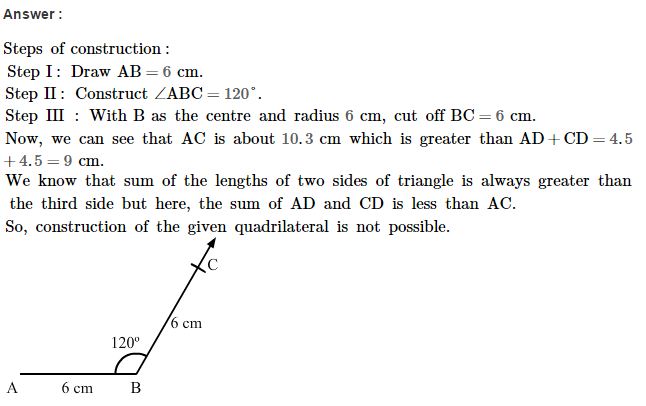 Answer :
Steps of construction :
Step I : Draw AB = 6 cm.
Step II : Construct ∠ABC = 120°.
Step III : With B as the centre and radius 6 cm, cut off BC = 6 cm.
Now, we can see that AC is about 10.3 cm which is greater than AD + CD = 4.5
+ 4.5 = 9 cm.
We know that sum of the lengths of two sides of triangle is always greater than
the third side but here, the sum of AD and CD is less than AC.
So, construction of the given quadrilateral is not possible.
C
6 cm
120°
A 6 cm B